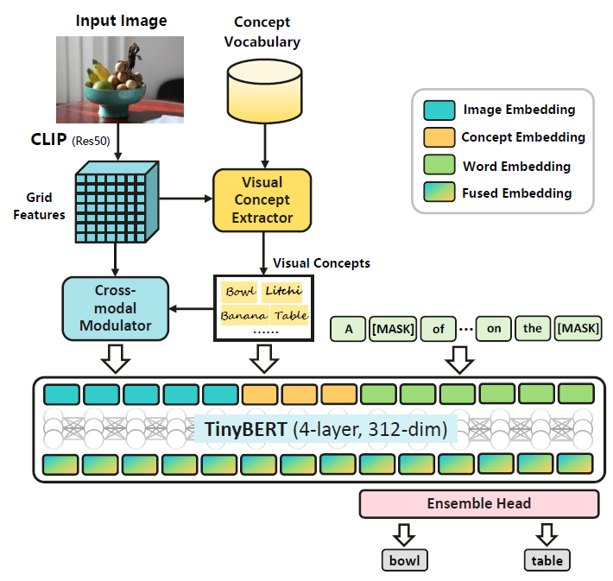 Input Image
Concept
Vocabulary
CLIP (Res50)
Grid
Features
Visual
Concept
Extractor
Image Embedding
Concept Embedding
Word Embedding
Fused Embedding
Visual Concepts
Cross-
modal
Modulator
Bowl Litchi
Banana Table
......
A [MASK] of ... on the [MASK]
TinyBERT (4-layer, 312-dim)
Ensemble Head
bowl table